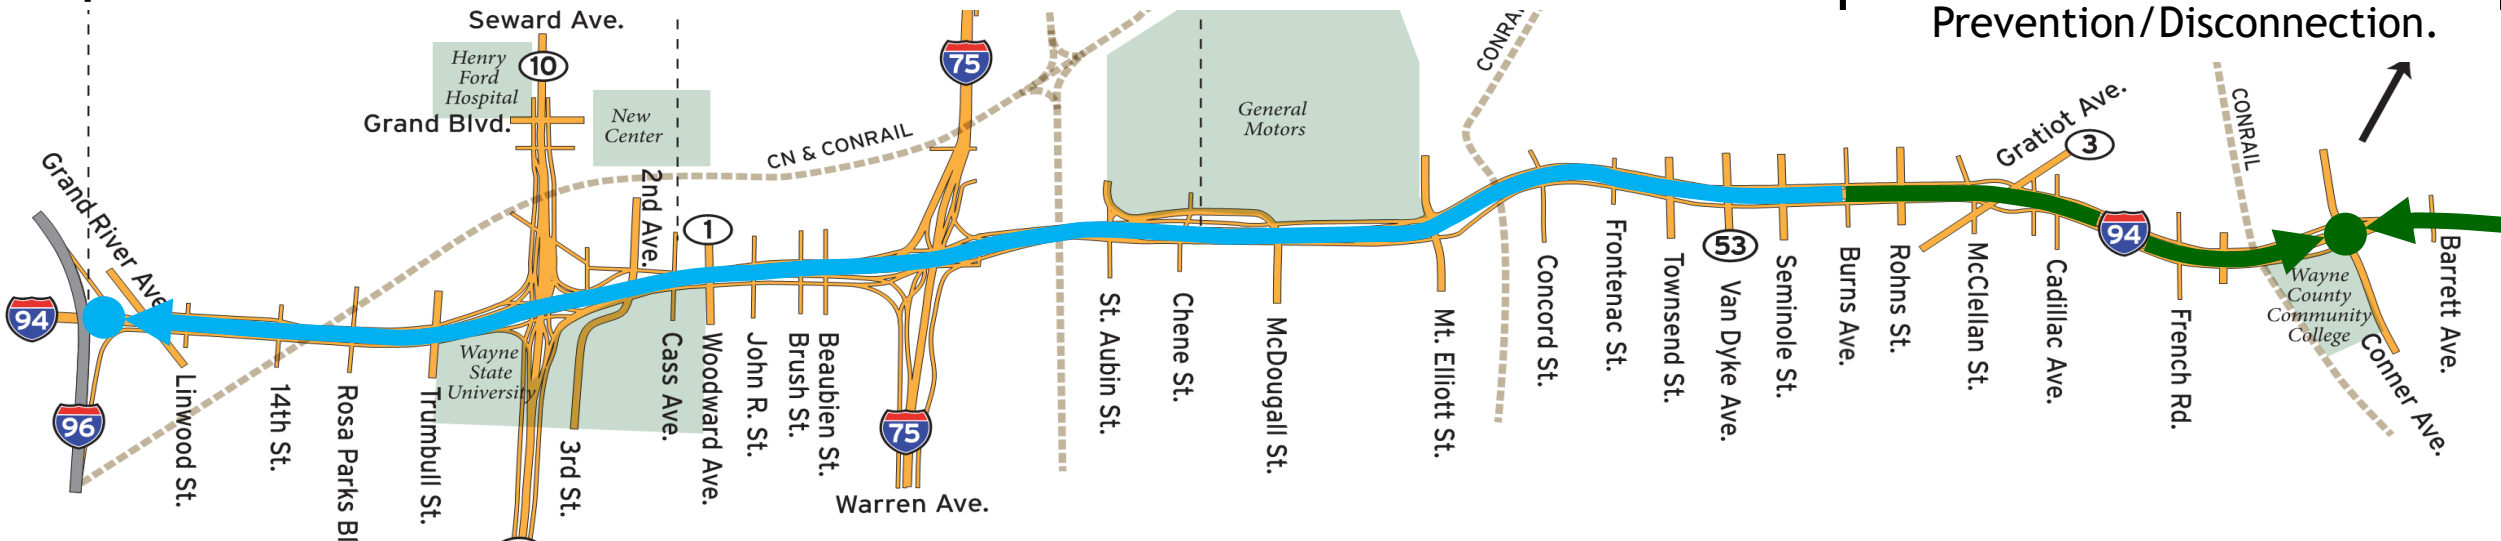 Prevention/Disconnection.
Seward Ave.
Henry
Ford
Hospital
10
Grand Blvd.
New
Center
2nd Ave.
CN & CONRAIL
75
General
Motors
CONRA
Gratiot Ave.
3
CONRAIL
Grand River Ave
94
96
1
53
94
Wayne
State
University
Wayne
County
Community
College
Linwood St.
14th St.
Rosa Parks Bl
Trumbull St.
3rd St.
Cass Ave.
Woodward Ave.
John R. St.
Brush St.
Beaubien St.
75
Warren Ave.
St. Aubin St.
Chene St.
McDougall St.
Mt. Elliott St.
Concord St.
Frontenac St.
Townsend St.
Van Dyke Ave.
Seminole St.
Burns Ave.
Rohns St.
McClellan St.
Cadillac Ave.
French Rd.
Conner Ave.
Barrett Ave.